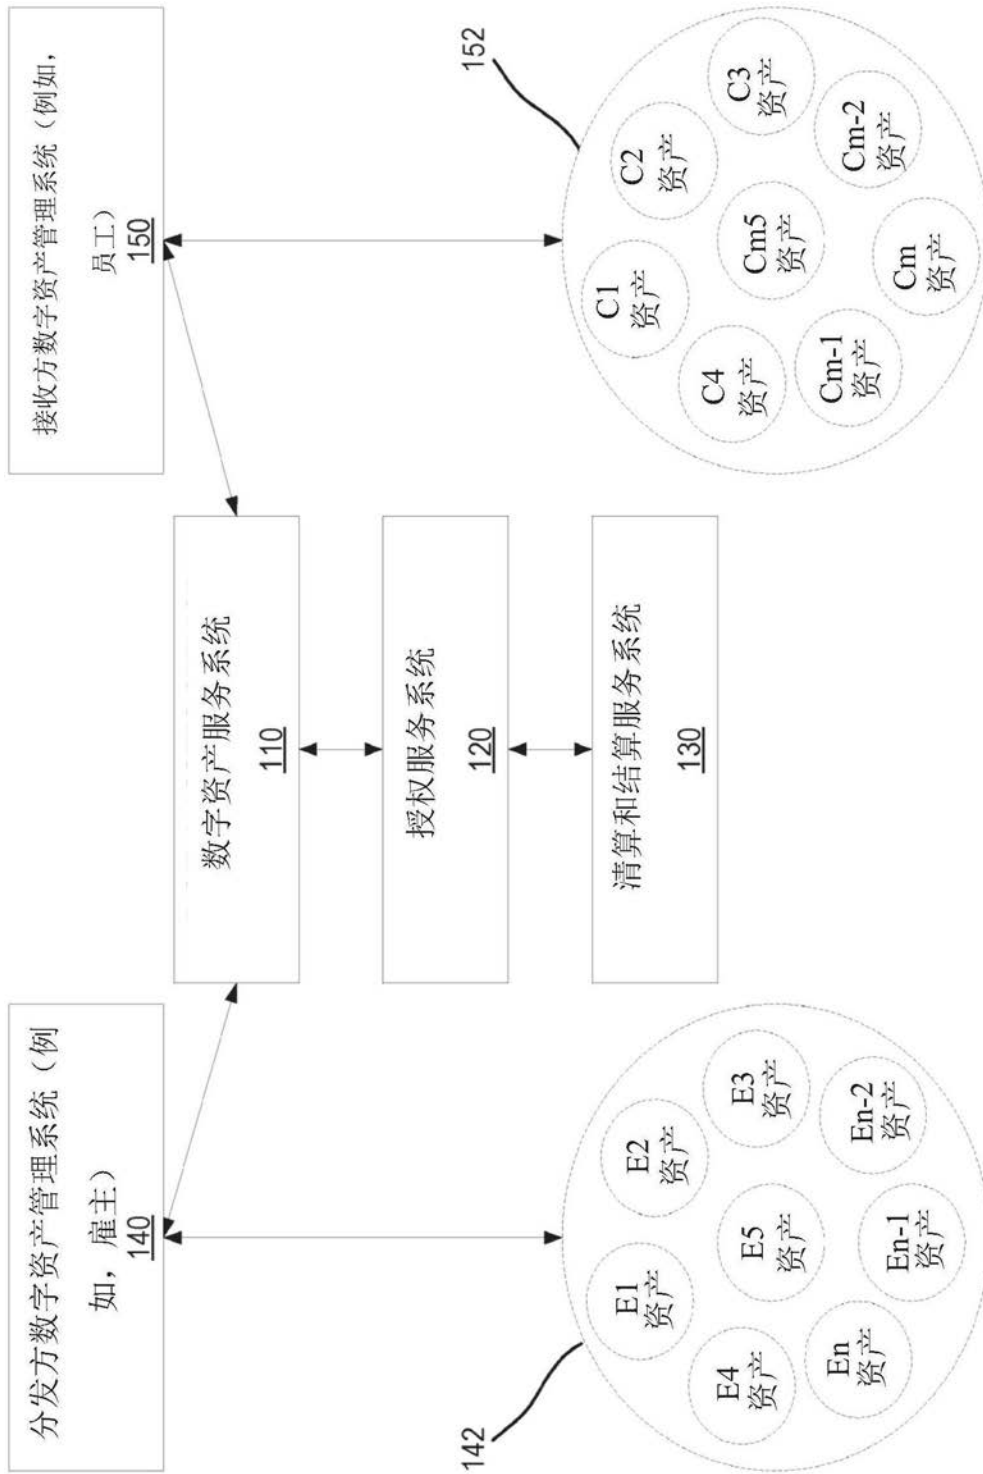 分发方数字资产管理系统（例
如，雇主）
140
数字资产服务系统
110
授权服务系统
120
清算和结算服务系统
130
接收方数字资产管理系统（例如，
员工）
150
142
E1
资产
E2
资产
E3
资产
E4
资产
E5
资产
En
资产
En-1
资产
En-2
资产
152
C1
资产
C2
资产
C3
资产
C4
资产
Cm5
资产
Cm-1
资产
Cm
资产
Cm-2
资产